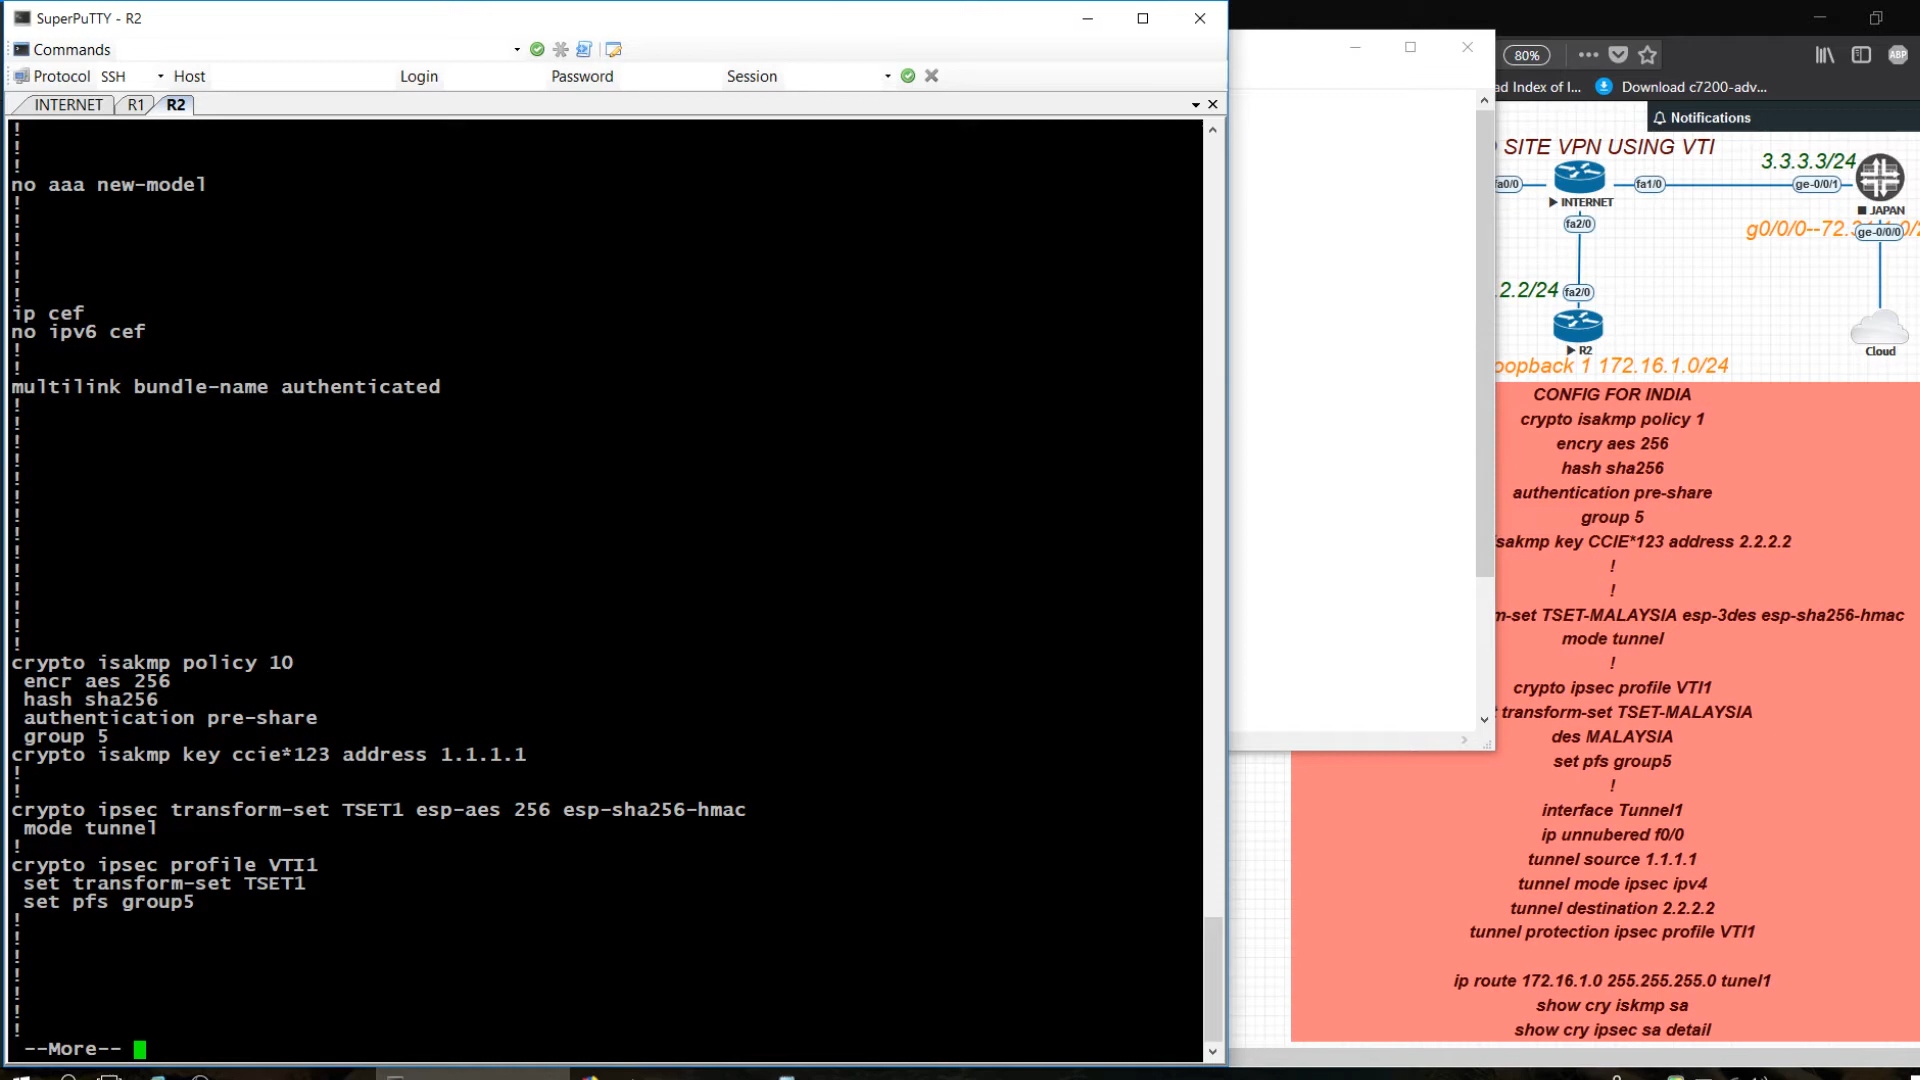 SuperPuTTY - R2
Commands
Protocol SSH Host Login Password Session
INTERNET R1 R2
!
!
!
no aaa new-model
!
!
!
!
!
!
ip cef
no ipv6 cef
!
!
multilink bundle-name authenticated
!
!
!
!
!
!
!
!
!
!
!
!
!
!
crypto isakmp policy 10
encr aes 256
hash sha256
authentication pre-share
group 5
crypto isakmp key ccie*123 address 1.1.1.1
!
!
crypto ipsec transform-set TSET1 esp-aes 256 esp-sha256-hmac
mode tunnel
!
crypto ipsec profile VTI1
set transform-set TSET1
set pfs group5
!
!
!
!
!
!
!
--More--
80%
ABP
ad Index of I...
Download c7200-adv...
Notifications
SITE VPN USING VTI
3.3.3.3/24
fa0/0
fa1/0
ge-0/0/1
INTERNET
JAPAN
fa2/0
ge-0/0/0
.2.2/24
fa2/0
R2
Cloud
oopback 1 172.16.1.0/24
CONFIG FOR INDIA
crypto isakmp policy 1
encry aes 256
hash sha256
authentication pre-share
group 5
isakmp key CCIE*123 address 2.2.2.2
!
!
m-set TSET-MALAYSIA esp-3des esp-sha256-hmac
mode tunnel
!
crypto ipsec profile VTI1
transform-set TSET-MALAYSIA
des MALAYSIA
set pfs group5
!
interface Tunnel1
ip unnubered f0/0
tunnel source 1.1.1.1
tunnel mode ipsec ipv4
tunnel destination 2.2.2.2
tunnel protection ipsec profile VTI1
ip route 172.16.1.0 255.255.255.0 tunel1
show cry iskmp sa
show cry ipsec sa detail